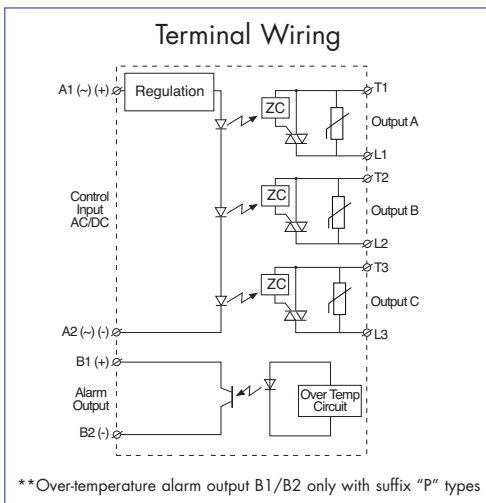 Terminal Wiring
A1 (~) (+)
Regulation
ZC
T1
Output A
L1
Control
Input
AC/DC
ZC
T2
Output B
L2
ZC
T3
Output C
L3
A2 (~) (-)
B1 (+)
Alarm
Output
B2 (-)
Over Temp
Circuit
**Over-temperature alarm output B1/B2 only with suffix “P” types